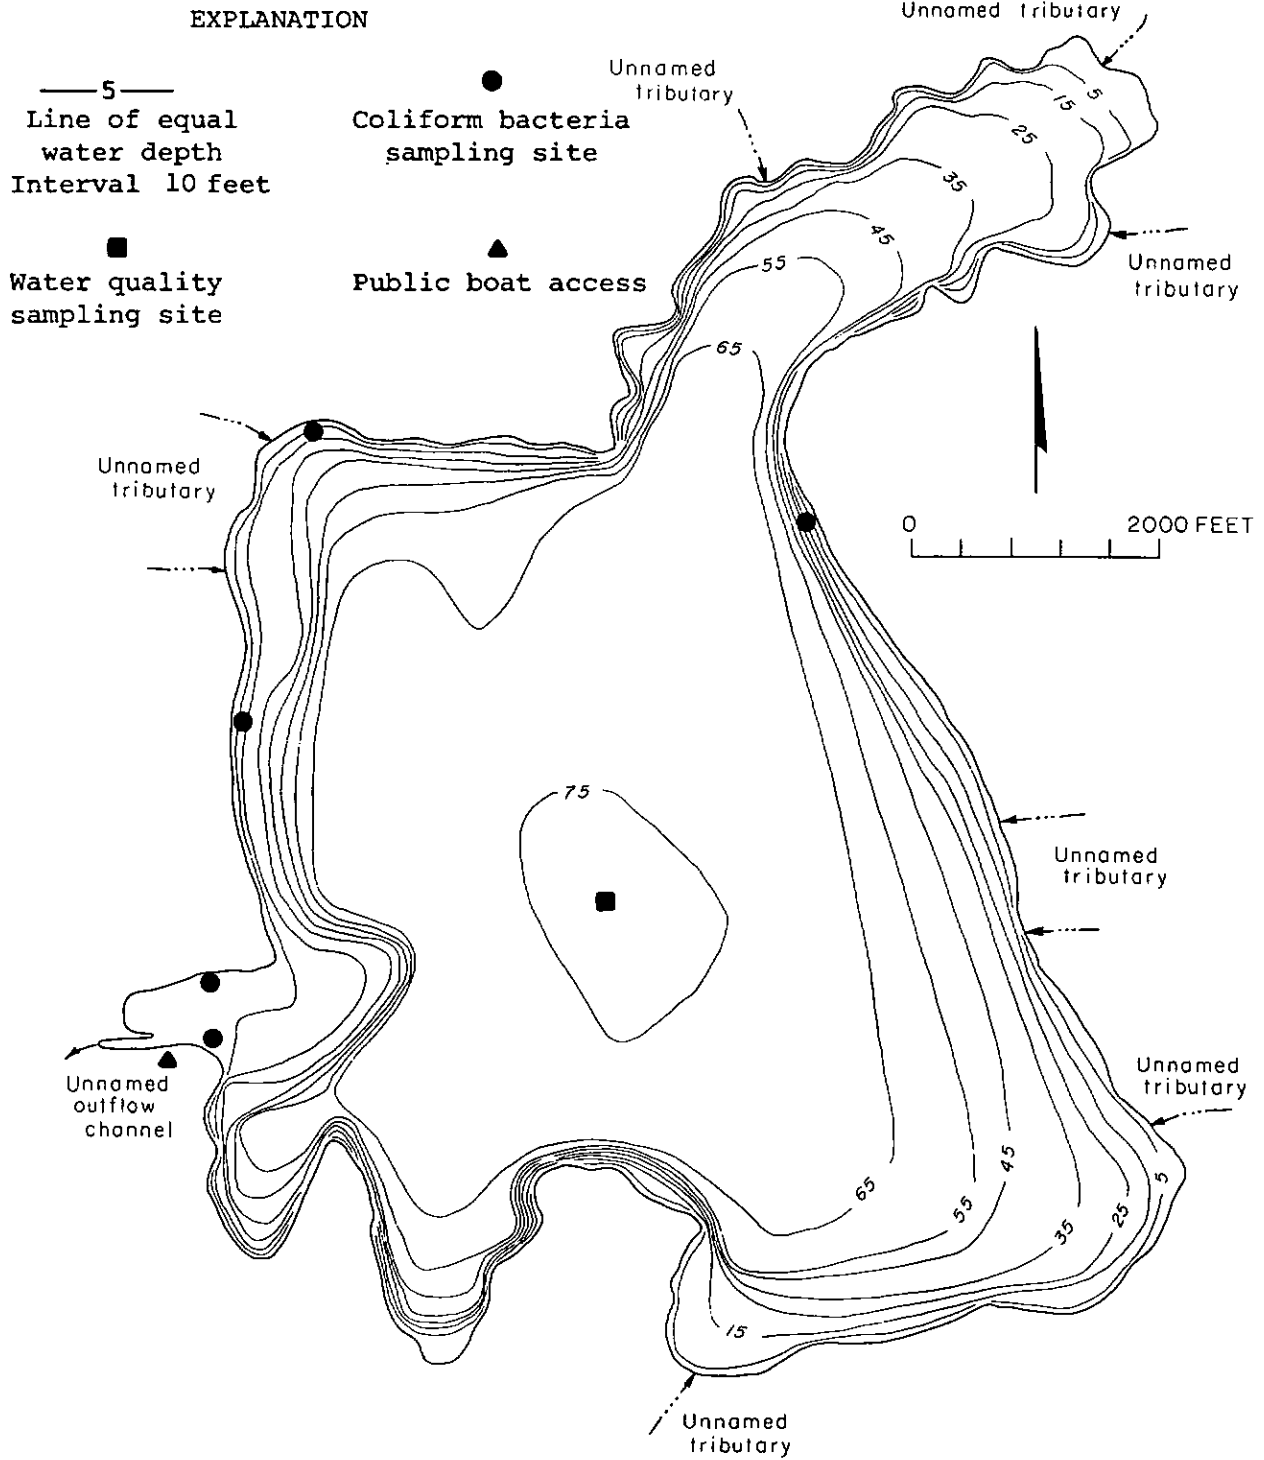 EXPLANATION
5
Line of equal
water depth
Interval 10 feet
Coliform bacteria
sampling site
Water quality
sampling site
Public boat access
Unnamed tributary
Unnamed
tributary
5
15
25
35
45
55
65
Unnamed
tributary
Unnamed
tributary
0 2000 FEET
75
Unnamed
tributary
Unnamed
outflow
channel
Unnamed
tributary
65
55
45
35
25
5
15
Unnamed
tributary